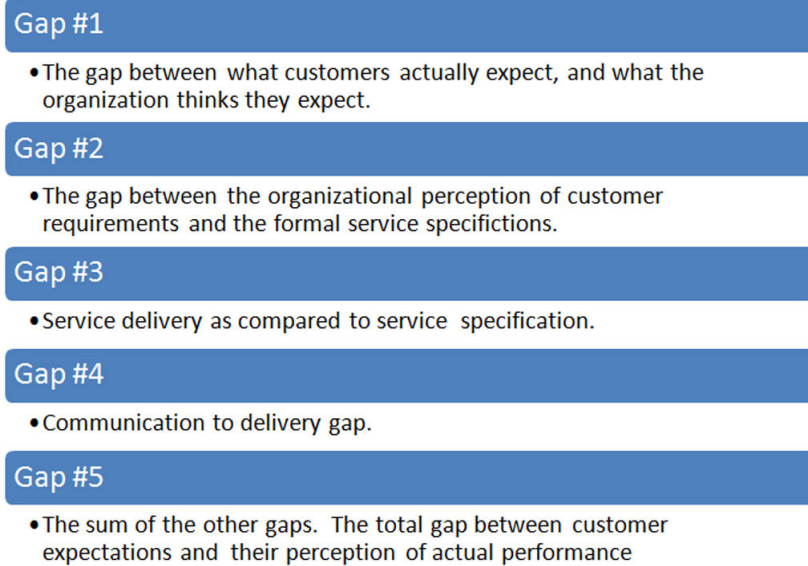 Gap #1
•The gap between what customers actually expect, and what the
organization thinks they expect.
Gap #2
•The gap between the organizational perception of customer
requirements and the formal service specifictions.
Gap #3
•Service delivery as compared to service specification.
Gap #4
•Communication to delivery gap.
Gap #5
•The sum of the other gaps. The total gap between customer
expectations and their perception of actual performance